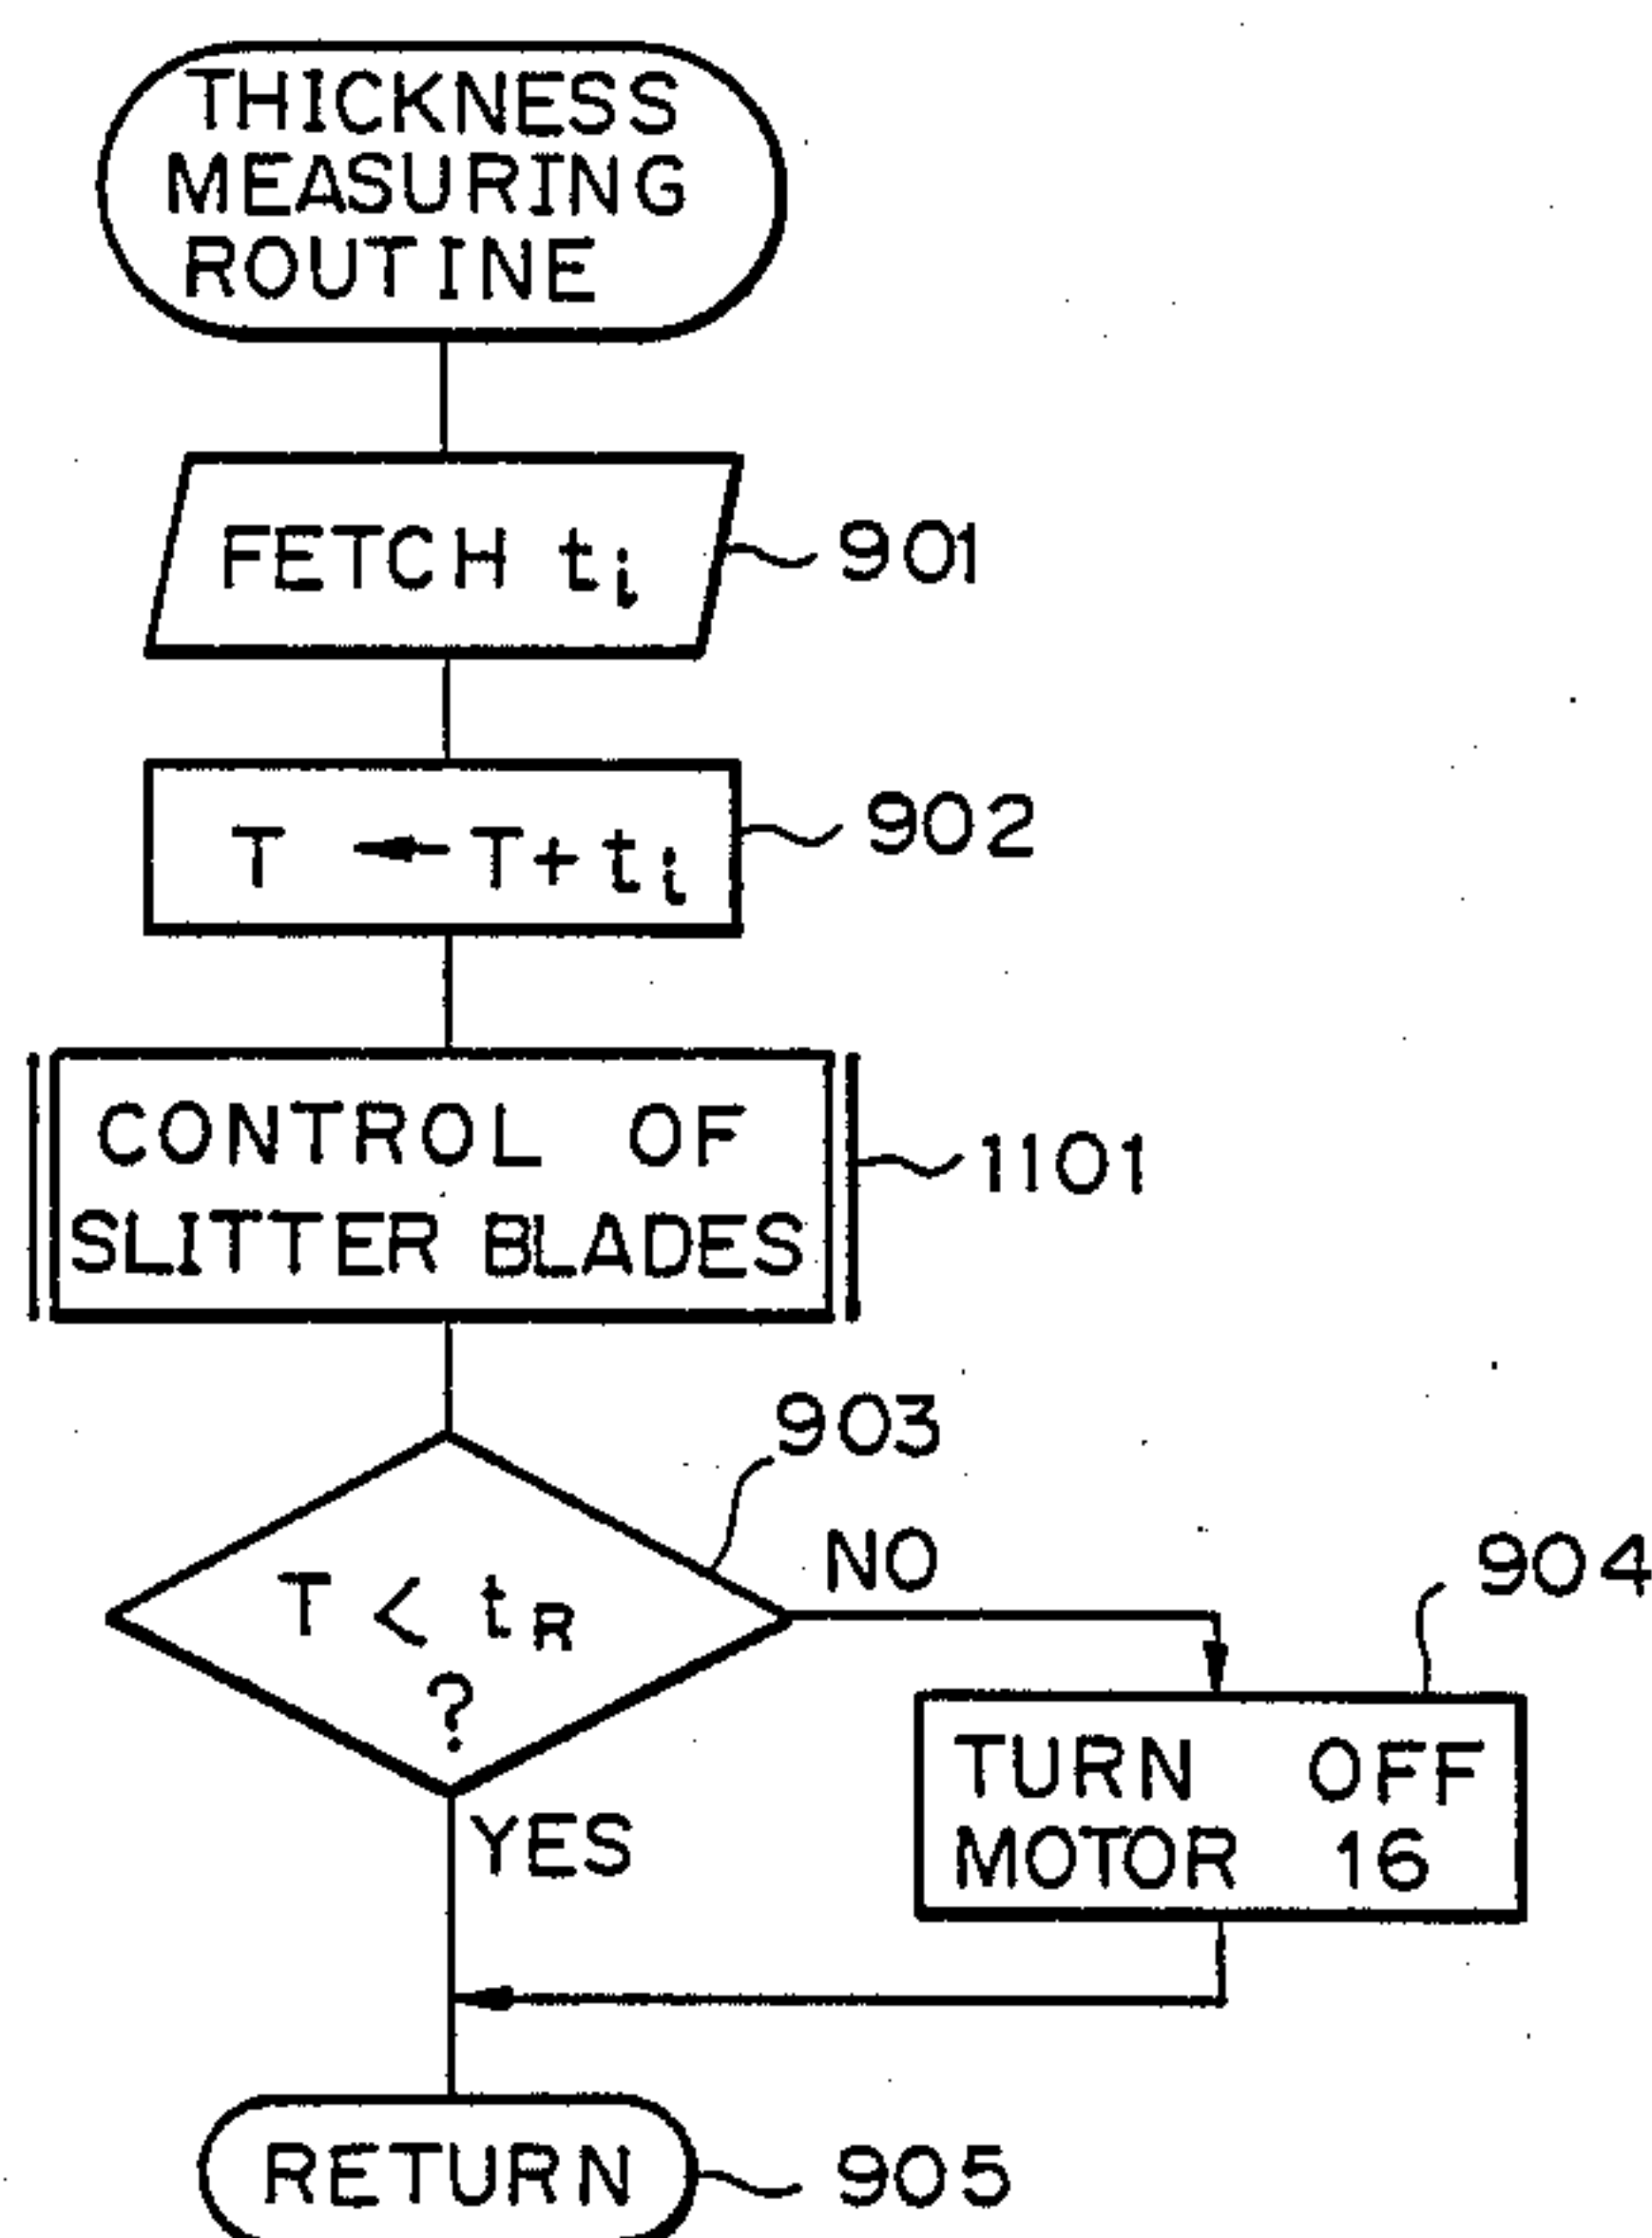 THICKNESS
MEASURING
ROUTINE
FETCH ti
901
T ← T + ti
902
CONTROL OF
SLITTER BLADES
1101
903
T < tR
?
NO
904
TURN OFF
MOTOR 16
YES
RETURN
905